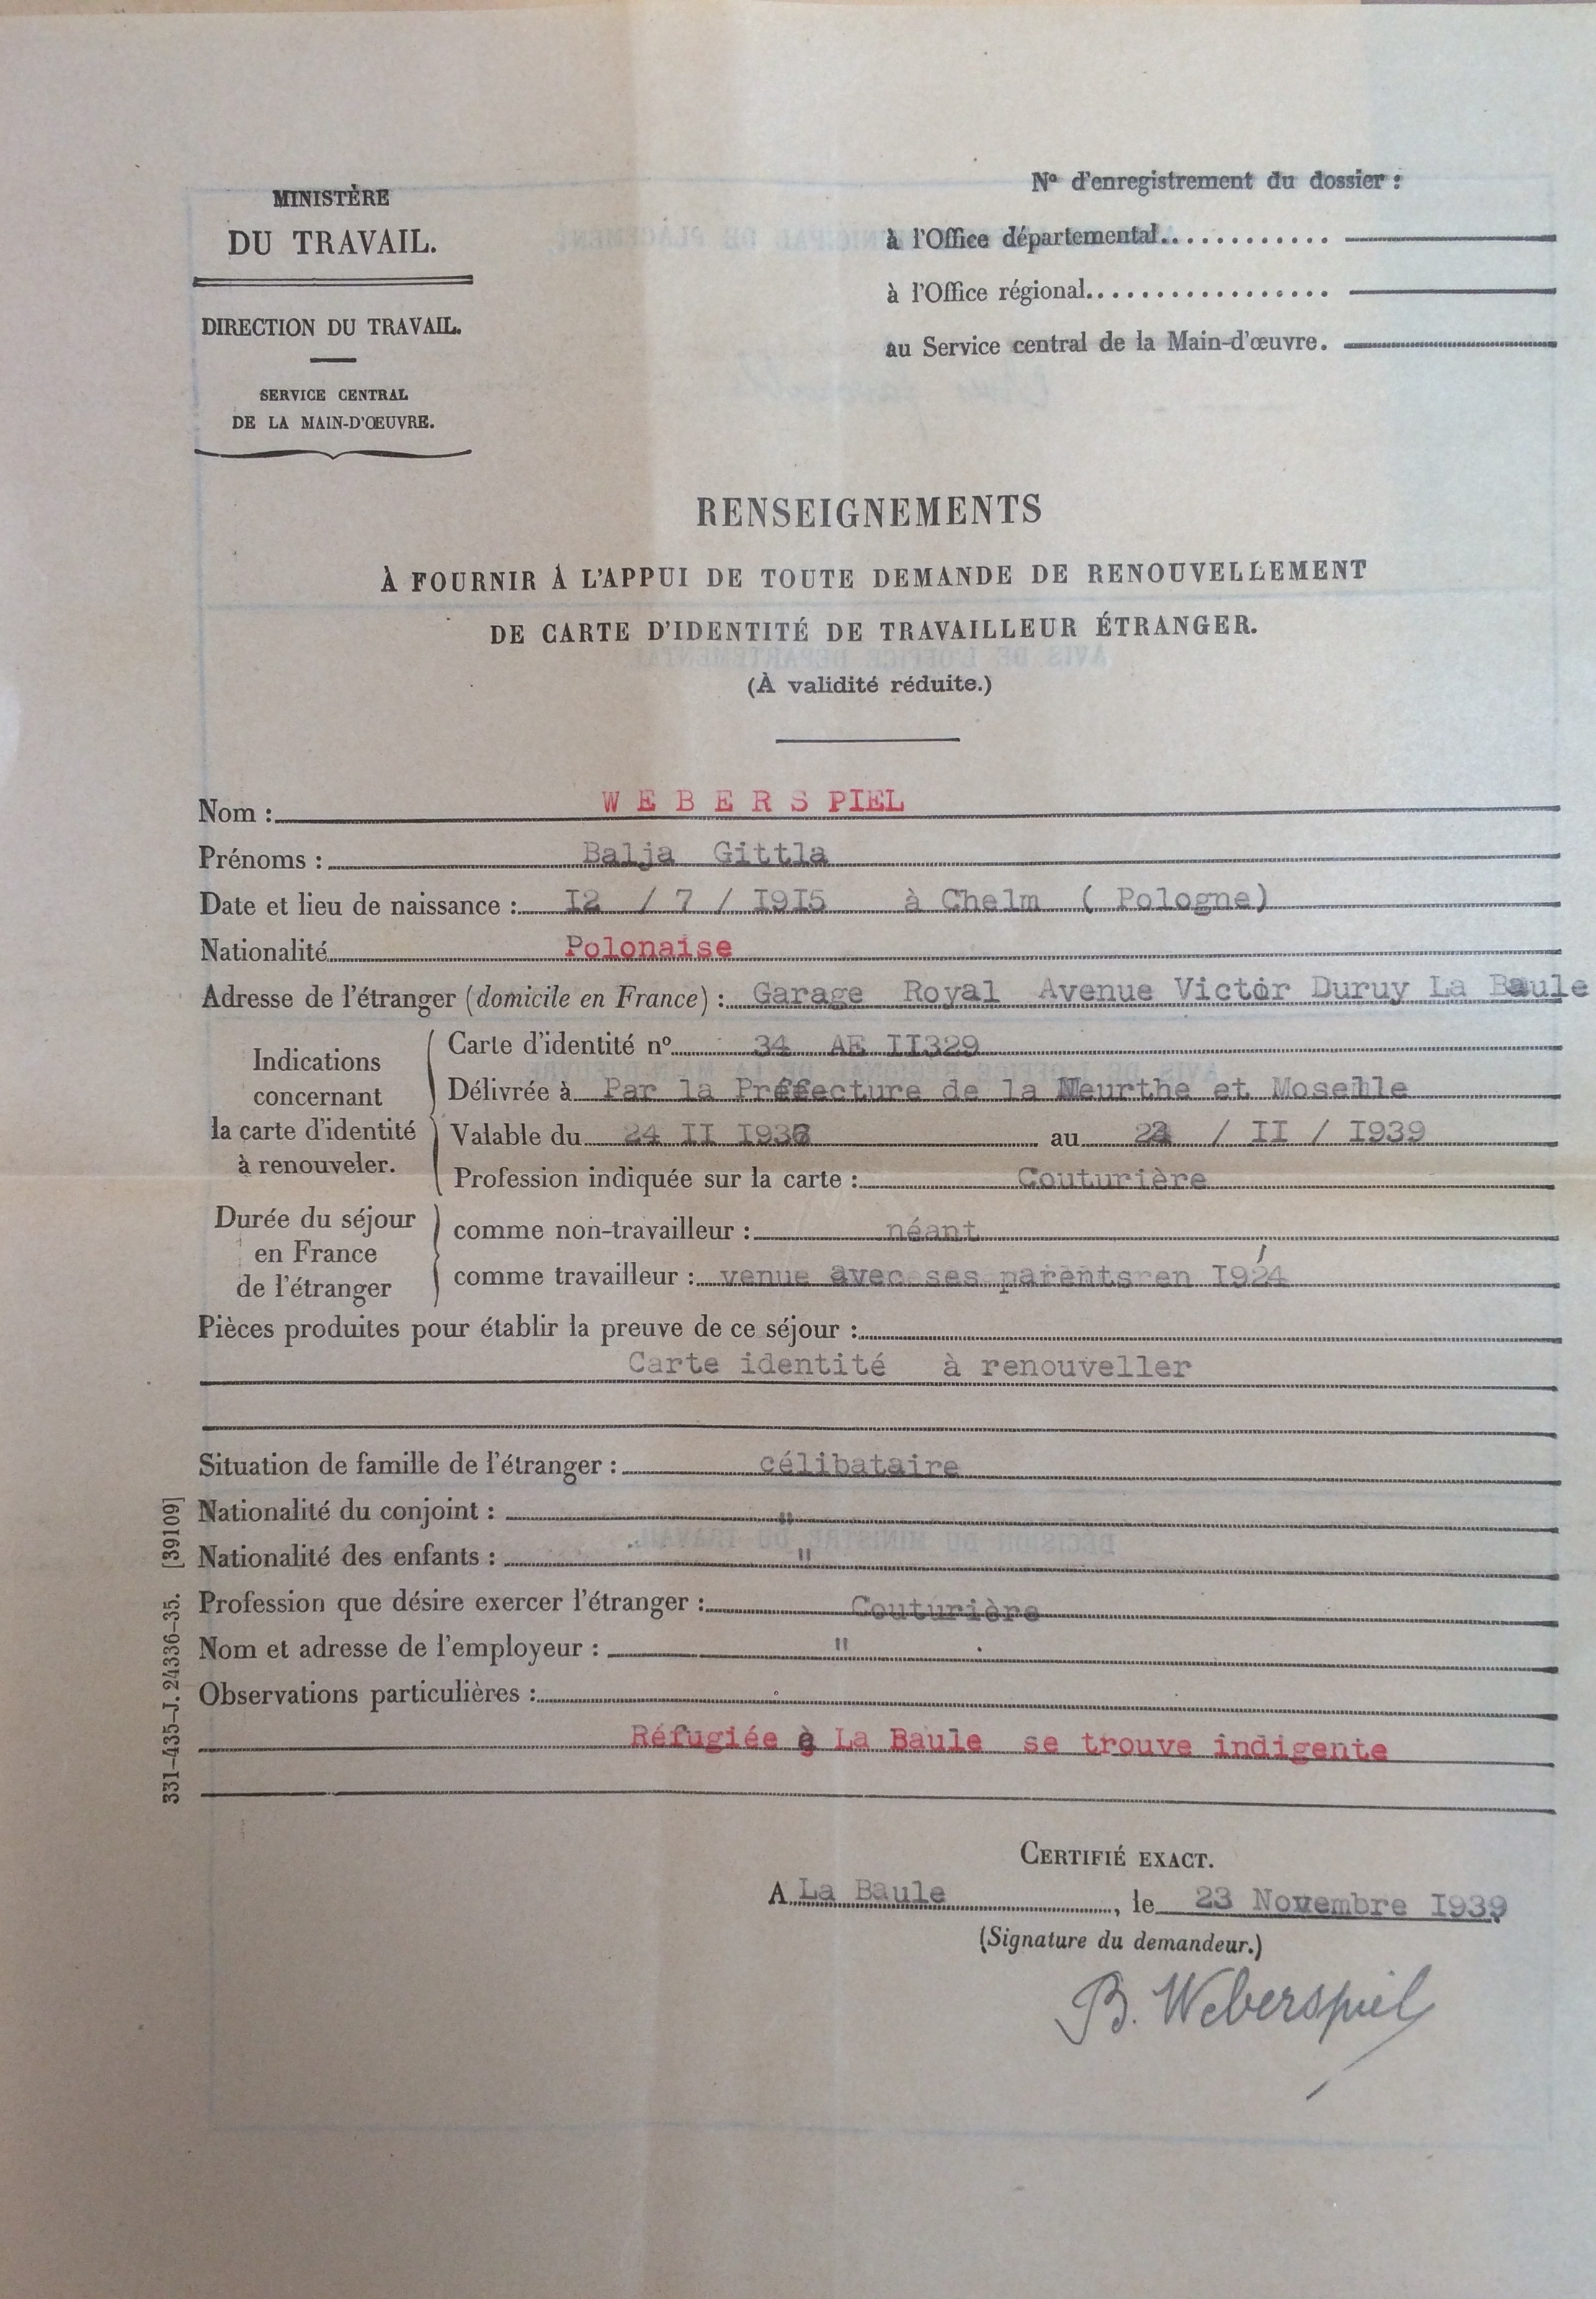 MINISTÈRE
DU TRAVAIL.
DIRECTION DU TRAVAIL.
SERVICE CENTRAL
DE LA MAIN-D'ŒUVRE.
Nº d'enregistrement du dossier :
à l'Office départemental............
à l'Office régional.................
au Service central de la Main-d'œuvre.
RENSEIGNEMENTS
À FOURNIR À L'APPUI DE TOUTE DEMANDE DE RENOUVELLEMENT
DE CARTE D'IDENTITÉ DE TRAVAILLEUR ÉTRANGER.
(À validité réduite.)
Nom : W E B E R S PIEL
Prénoms : Balja Gittla
Date et lieu de naissance : I2 / 7 / I9I5 à Chelm ( Pologne)
Nationalité Polonaise
Adresse de l'étranger (domicile en France) : Garage Royal Avenue Victor Duruy La Baule
Indications
concernant
la carte d'identité
à renouveler.
Carte d'identité nº 34 AE II329
Délivrée à Par la Préfecture de la Meurthe et Moselle
Valable du 24 II au / II / I939
Profession indiquée sur la carte : Couturière
Durée du séjour
en France
de l'étranger
comme non-travailleur : néant
comme travailleur : venue avec ses parents en I924
Pièces produites pour établir la preuve de ce séjour :
Carte identité à renouveller
Situation de famille de l'étranger : célibataire
Nationalité du conjoint : "
Nationalité des enfants : "
Profession que désire exercer l'étranger : Couturière
Nom et adresse de l'employeur : "
Observations particulières :
Réfugiée à La Baule se trouve indigente
331-435-J. 24336-35. [39109]
CERTIFIÉ EXACT.
A La Baule, le 23 Novembre I939
(Signature du demandeur.)
B. Weberspiel